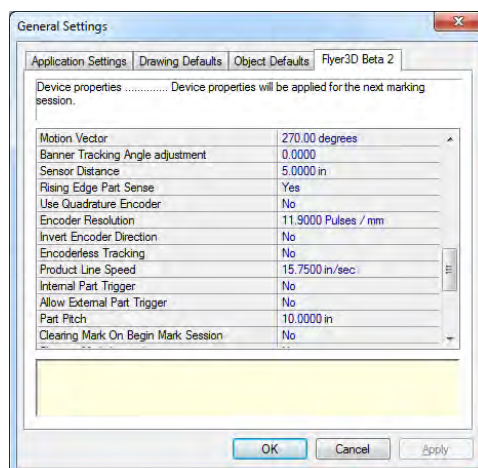 General Settings
Application Settings Drawing Defaults Object Defaults Flyer3D Beta 2
Device properties .............. Device properties will be applied for the next marking
session.
Motion Vector 270.00 degrees
Banner Tracking Angle adjustment 0.0000
Sensor Distance 5.0000 in
Rising Edge Part Sense Yes
Use Quadrature Encoder No
Encoder Resolution 11.9000 Pulses / mm
Invert Encoder Direction No
Encoderless Tracking No
Product Line Speed 15.7500 in/sec
Internal Part Trigger No
Allow External Part Trigger No
Part Pitch 10.0000 in
Clearing Mark On Begin Mark Session No
OK Cancel Apply